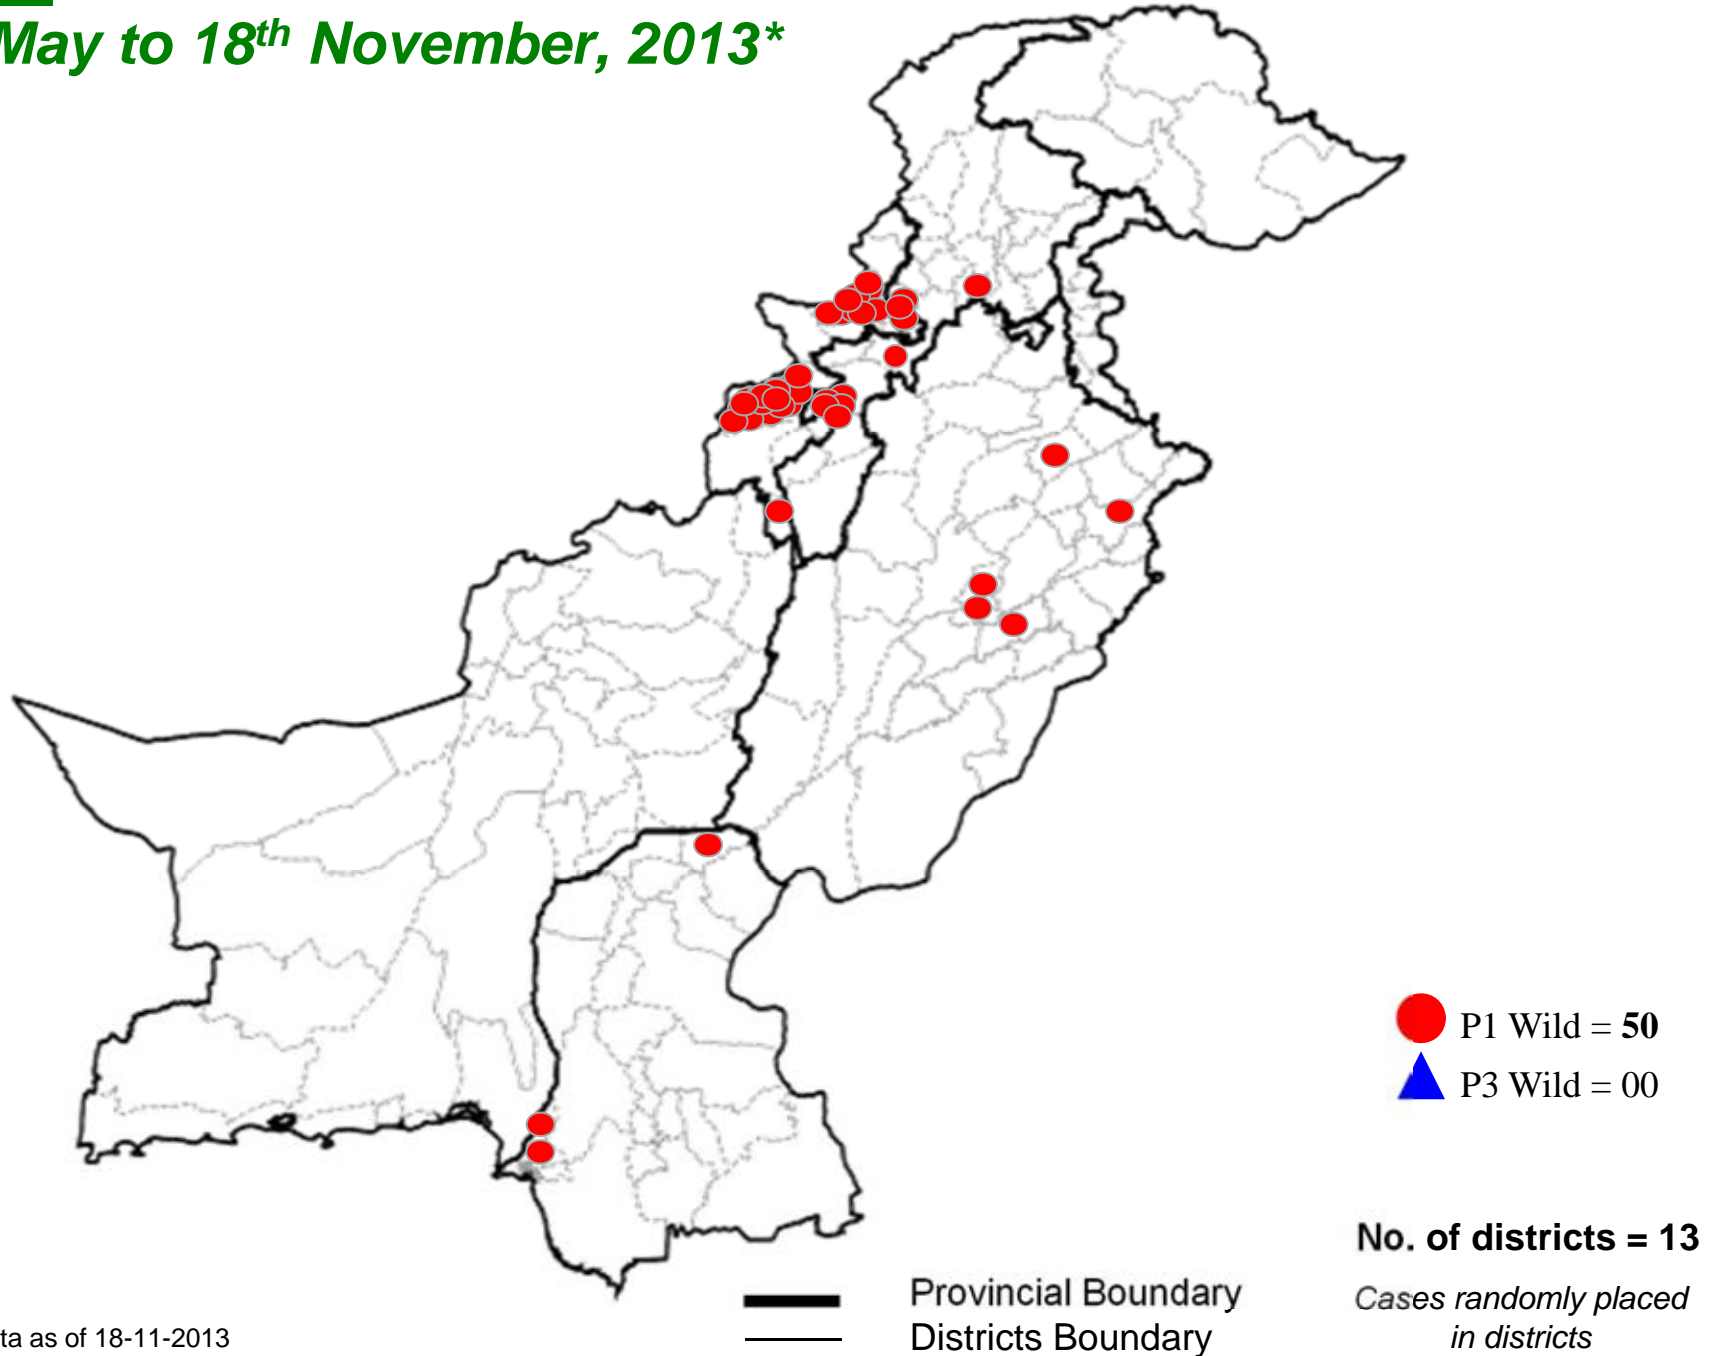 May to 18th November, 2013*
P1 Wild = 50
P3 Wild = 00
No. of districts = 13
Cases randomly placed
in districts
Provincial Boundary
Districts Boundary
ta as of 18-11-2013